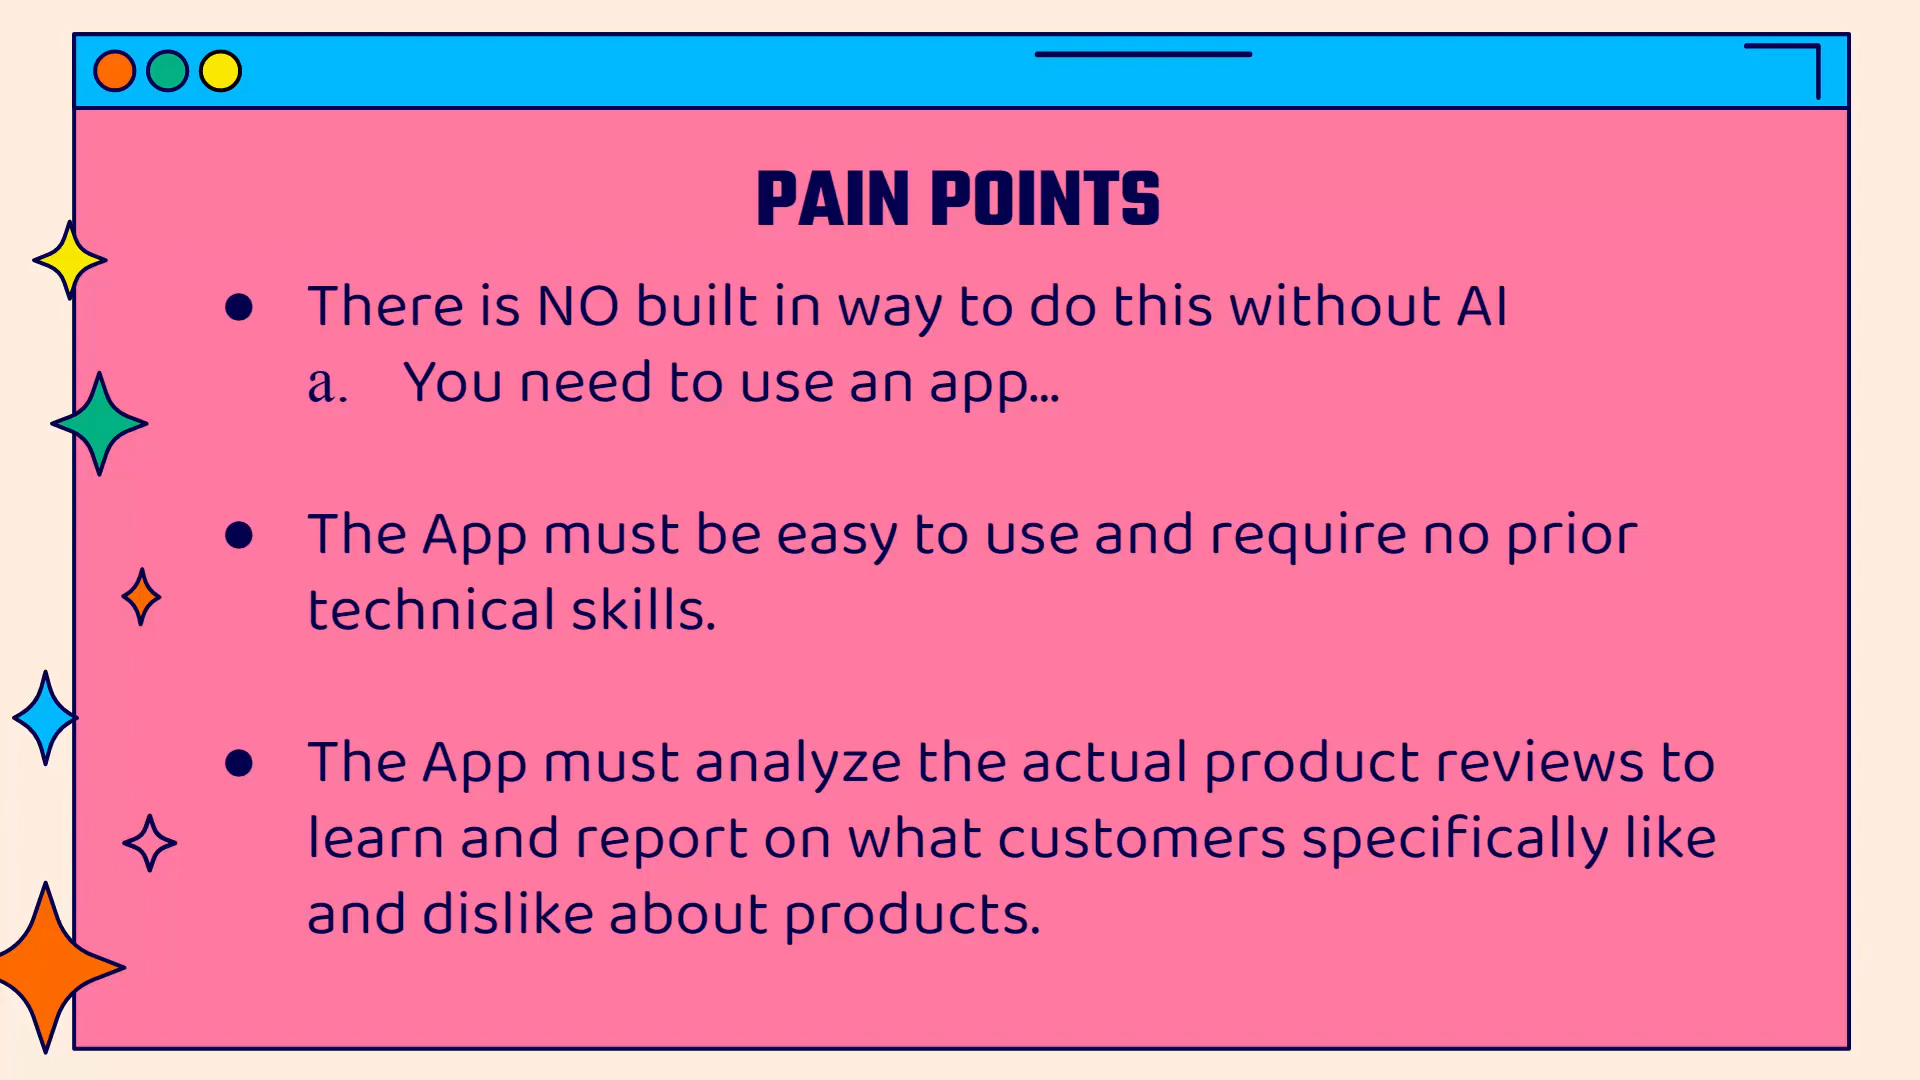 PAIN POINTS
● There is NO built in way to do this without AI
a. You need to use an app...
● The App must be easy to use and require no prior
technical skills.
● The App must analyze the actual product reviews to
learn and report on what customers specifically like
and dislike about products.